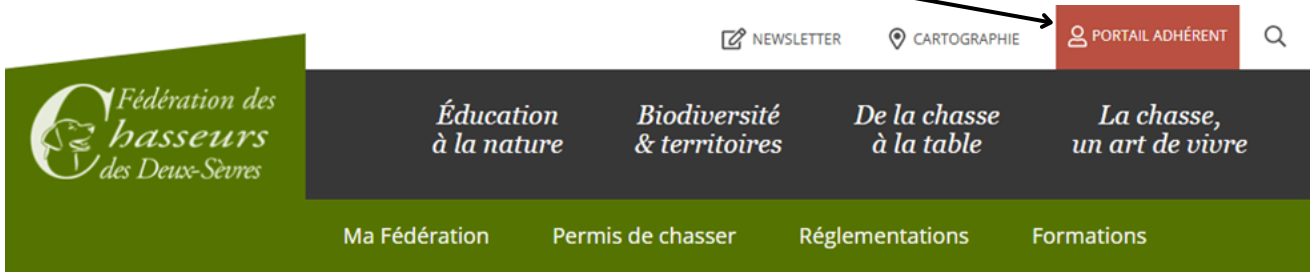 NEWSLETTER
CARTOGRAPHIE
PORTAIL ADHÉRENT
Fédération des
Chasseurs
des Deux-Sèvres
Éducation
à la nature
Biodiversité
& territoires
De la chasse
à la table
La chasse,
un art de vivre
Ma Fédération
Permis de chasser
Réglementations
Formations